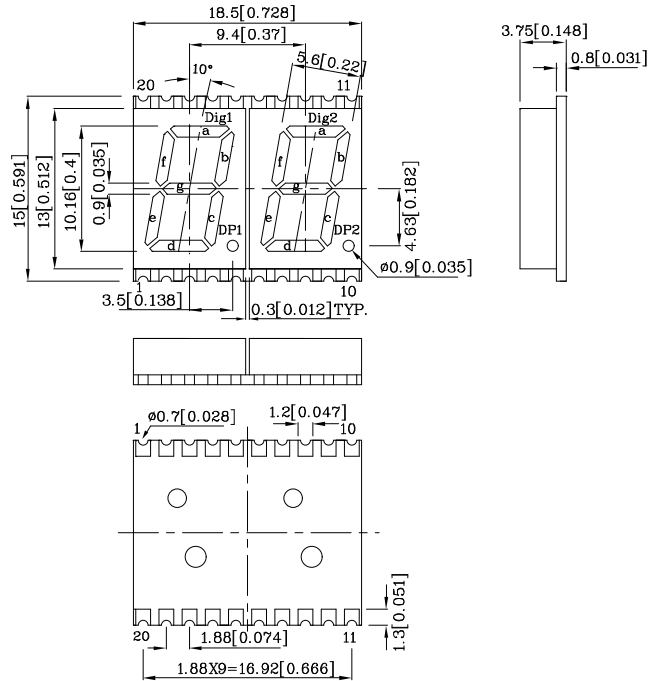 18.5[0.728]
9.4[0.37]
3.75[0.148]
0.8[0.031]
10°
5.6[0.22]
20
11
Dig1
Dig2
a
a
f
b
f
b
g
g
e
c
e
c
d
d
DP1
DP2
15[0.591]
13[0.512]
10.16[0.4]
0.9[0.035]
4.63[0.182]
ø0.9[0.035]
1
10
3.5[0.138]
0.3[0.012]TYP.
ø0.7[0.028]
1.2[0.047]
1
10
20
11
1.88[0.074]
1.3[0.051]
1.88X9=16.92[0.666]